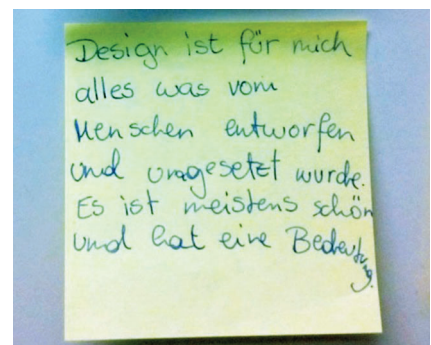 Design ist für mich
alles was vom
Menschen entworfen
und umgesetzt wurde.
Es ist meistens schön
und hat eine Bedeutung.